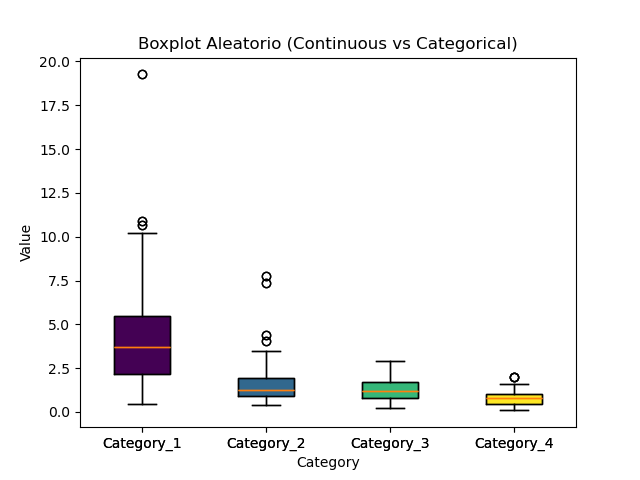 Boxplot Aleatorio (Continuous vs Categorical)
20.0
17.5
15.0
12.5
10.0
7.5
5.0
2.5
0.0
Value
Category_1 Category_2 Category_3 Category_4
Category